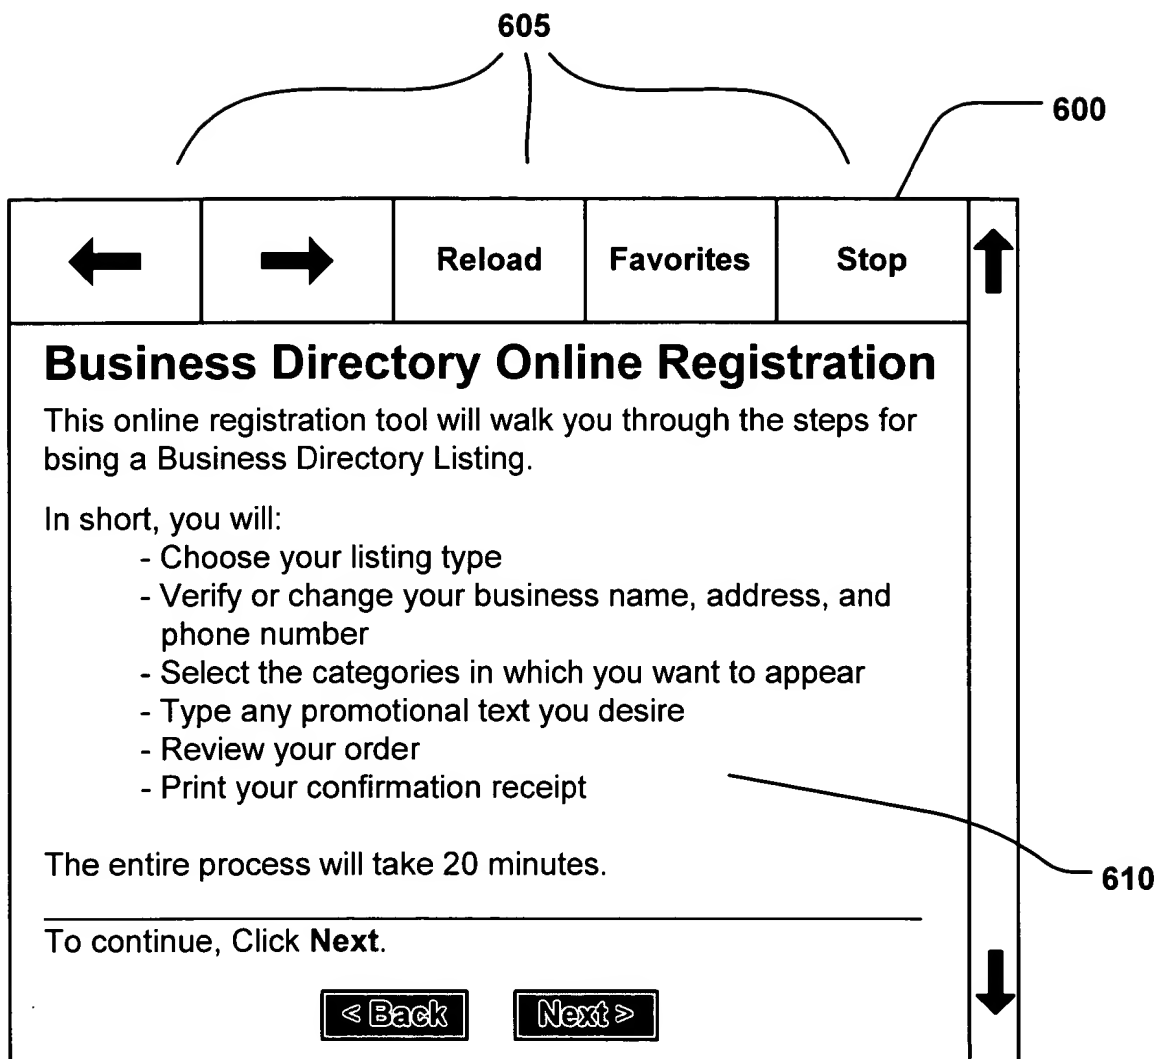 605
600
Reload Favorites Stop
Business Directory Online Registration
This online registration tool will walk you through the steps for
bsing a Business Directory Listing.
In short, you will:
- Choose your listing type
- Verify or change your business name, address, and
phone number
- Select the categories in which you want to appear
- Type any promotional text you desire
- Review your order
- Print your confirmation receipt
The entire process will take 20 minutes.
610
To continue, Click Next.
< Back Next >